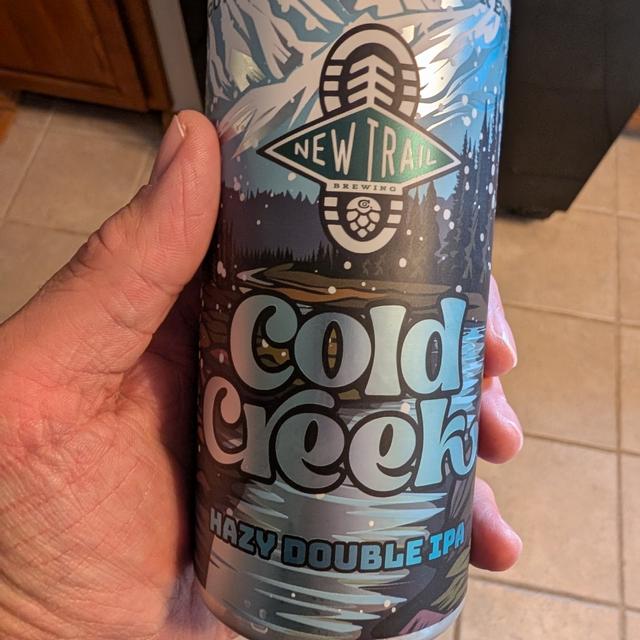 NEW TRAIL
BREWING
Cold
Creek
HAZY DOUBLE IPA